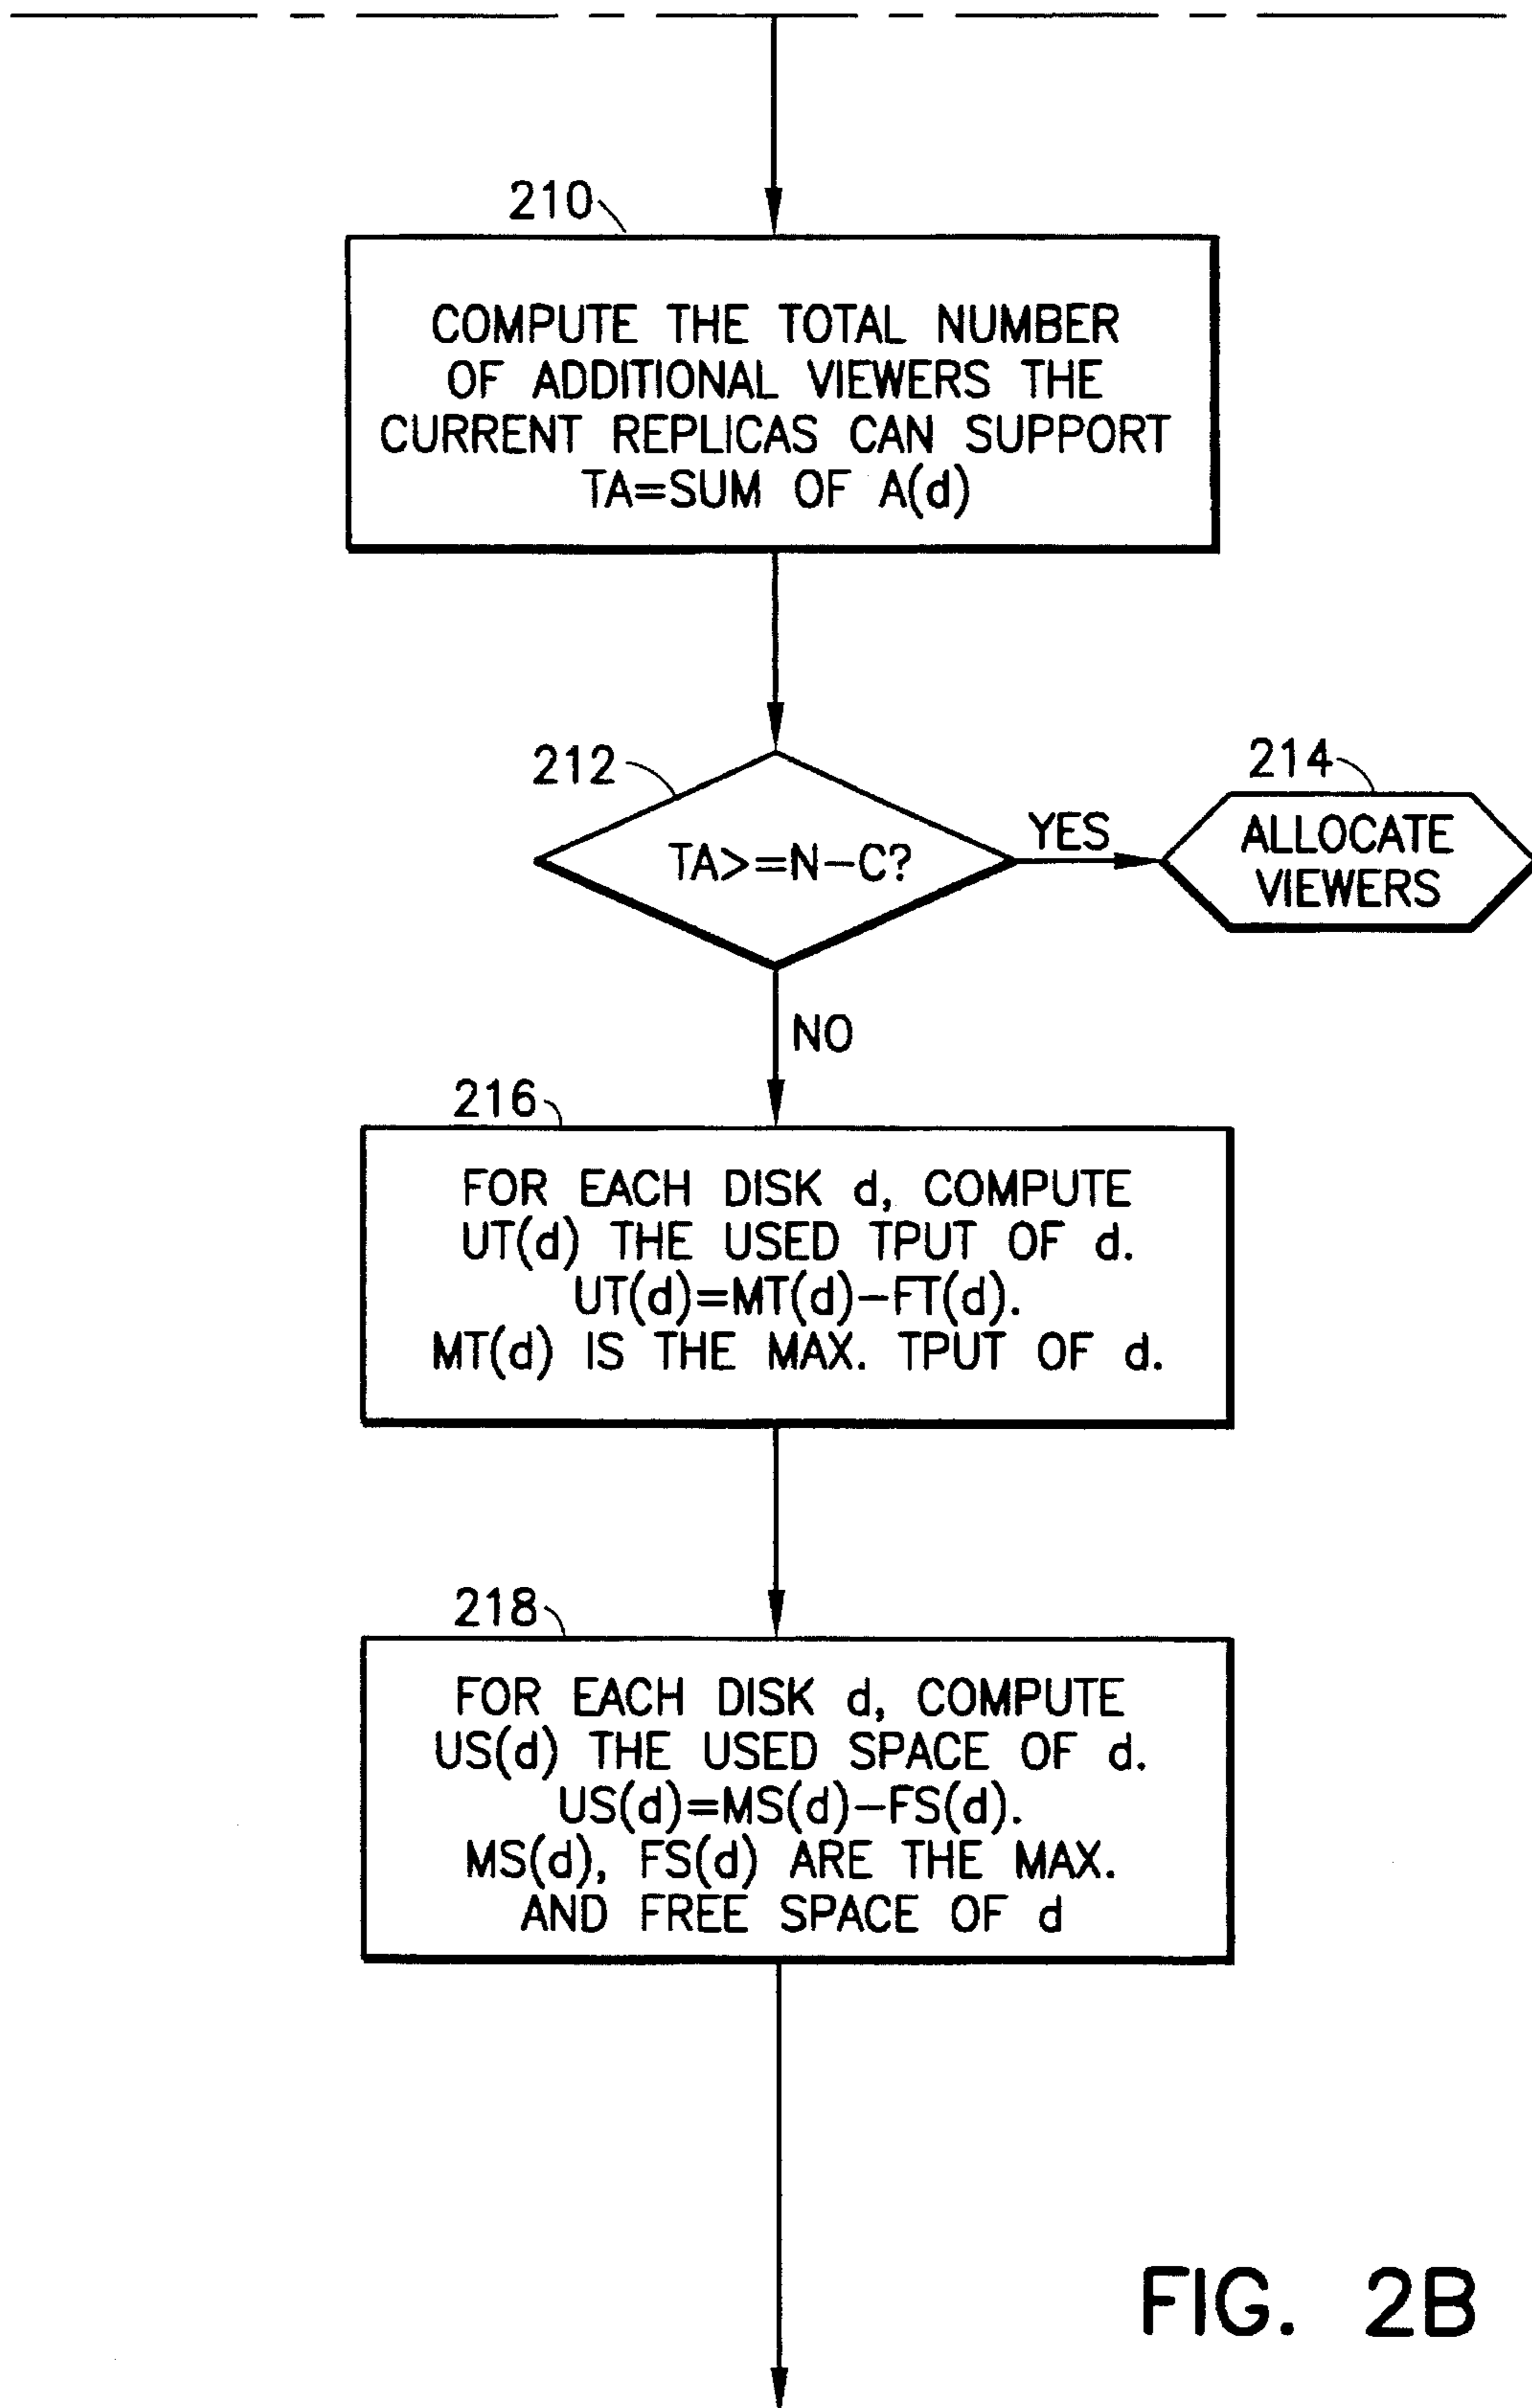 210
COMPUTE THE TOTAL NUMBER
OF ADDITIONAL VIEWERS THE
CURRENT REPLICAS CAN SUPPORT
TA=SUM OF A(d)
212
TA>=N-C?
YES
214
ALLOCATE
VIEWERS
NO
216
FOR EACH DISK d, COMPUTE
UT(d) THE USED TPUT OF d.
UT(d)=MT(d)-FT(d).
MT(d) IS THE MAX. TPUT OF d.
218
FOR EACH DISK d, COMPUTE
US(d) THE USED SPACE OF d.
US(d)=MS(d)-FS(d).
MS(d), FS(d) ARE THE MAX.
AND FREE SPACE OF d
FIG. 2B